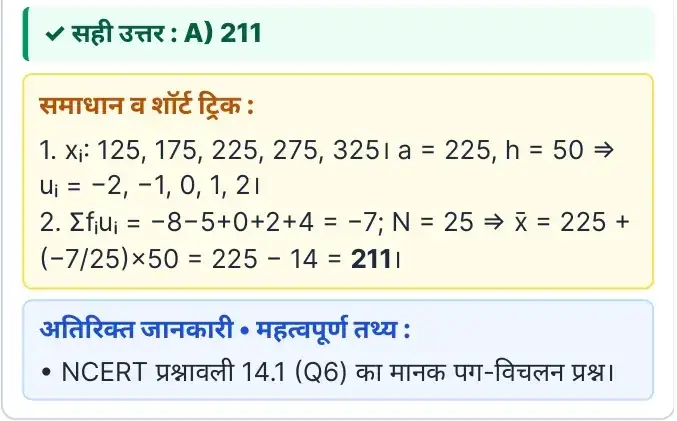 ✓ सही उत्तर : A) 211
समाधान व शॉर्ट ट्रिक :
1. xᵢ: 125, 175, 225, 275, 325। a = 225, h = 50 ⇒
uᵢ = −2, −1, 0, 1, 2।
2. Σfᵢuᵢ = −8−5+0+2+4 = −7; N = 25 ⇒ x̄ = 225 +
(−7/25)×50 = 225 − 14 = 211।
अतिरिक्त जानकारी • महत्वपूर्ण तथ्य :
• NCERT प्रश्नावली 14.1 (Q6) का मानक पग-विचलन प्रश्न।